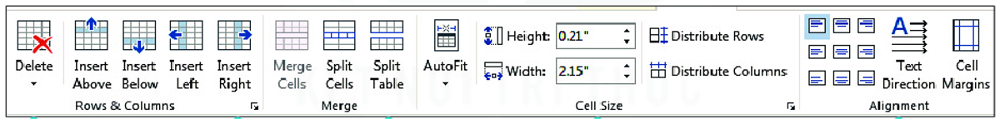 Delete
Insert Above
Insert Below
Insert Left
Insert Right
Rows & Columns
Merge Cells
Split Cells
Split Table
Merge
AutoFit
Height: 0.21"
Width: 2.15"
Distribute Rows
Distribute Columns
Cell Size
A
Text Direction
Cell Margins
Alignment